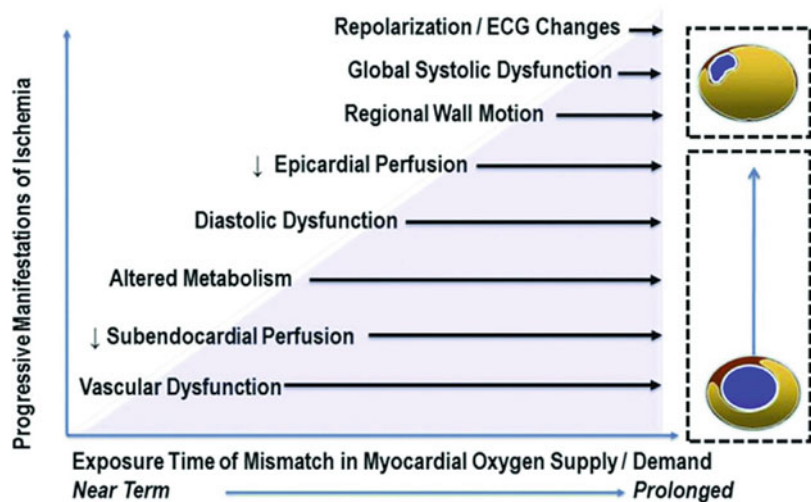 Repolarization / ECG Changes
Global Systolic Dysfunction
Regional Wall Motion
↓ Epicardial Perfusion
Diastolic Dysfunction
Altered Metabolism
↓ Subendocardial Perfusion
Vascular Dysfunction
Progressive Manifestations of Ischemia
Exposure Time of Mismatch in Myocardial Oxygen Supply / Demand
Near Term Prolonged